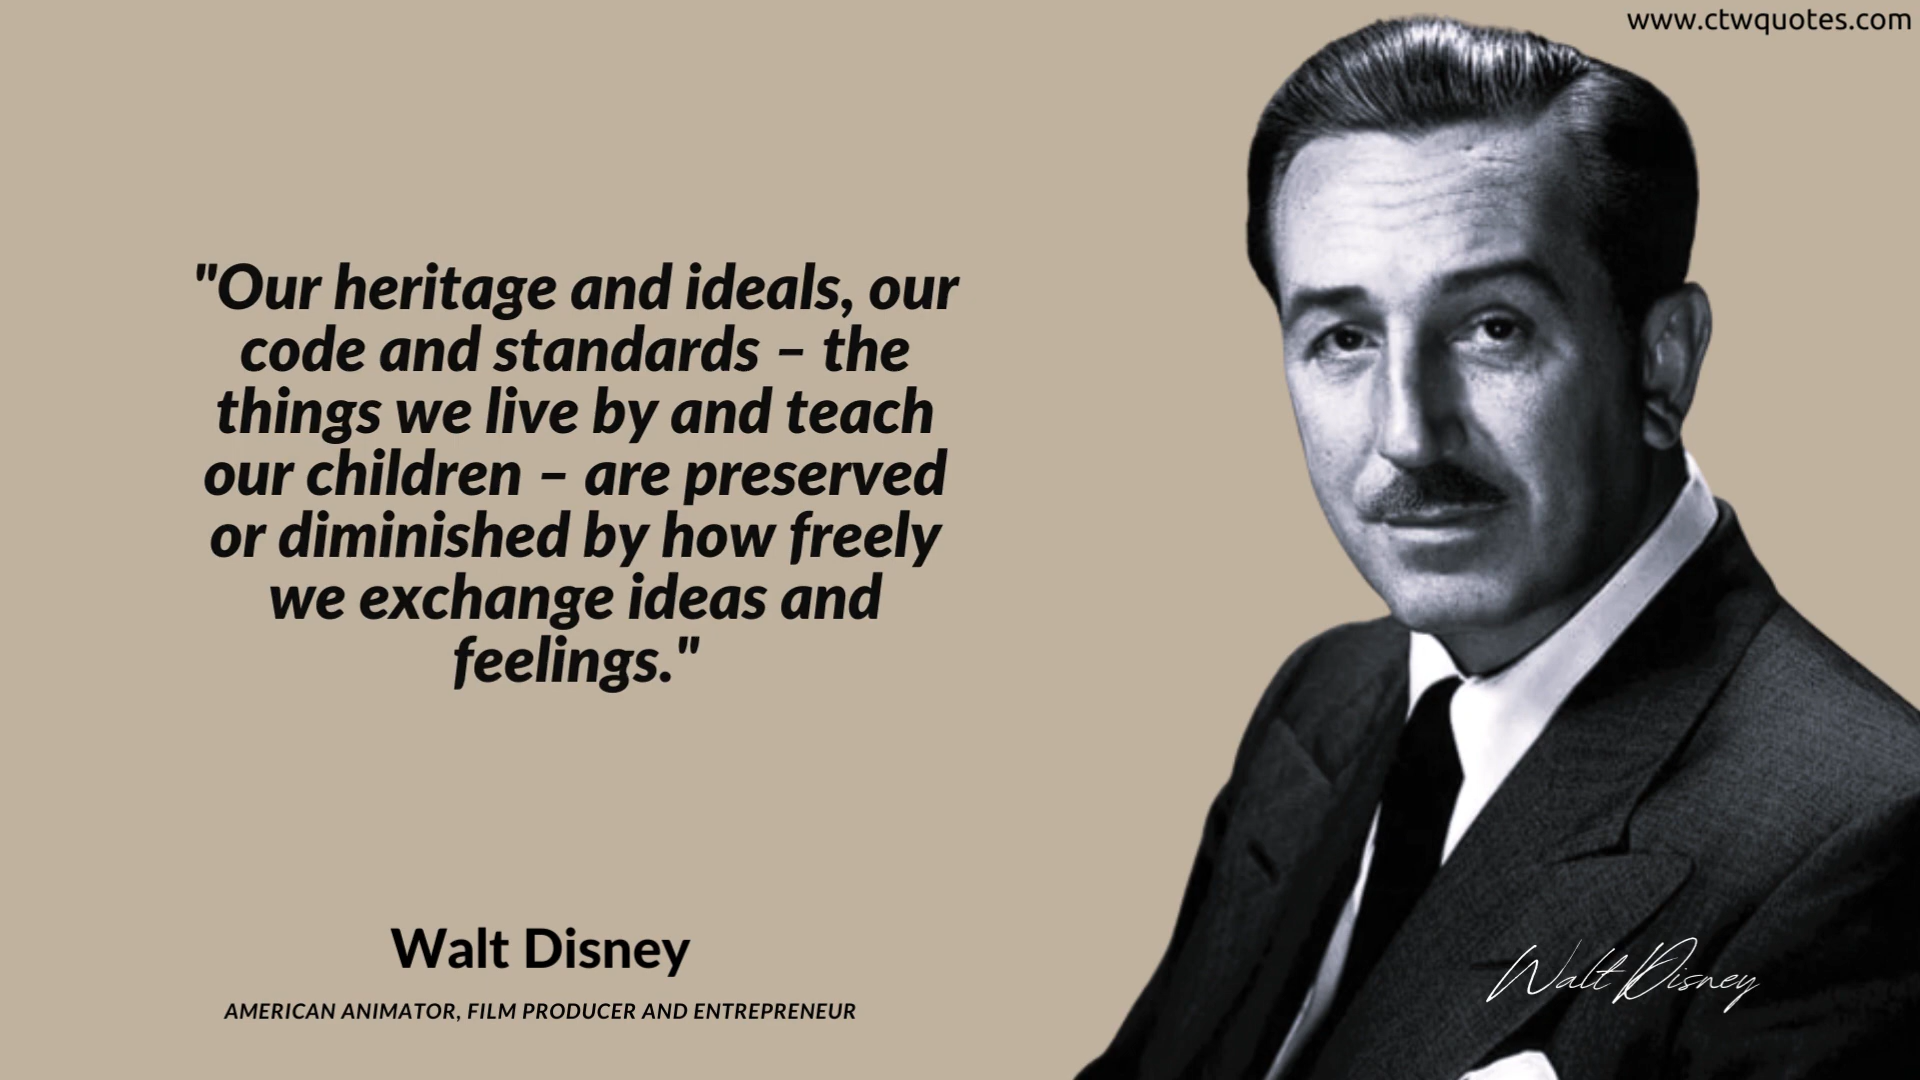 www.ctwquotes.com
"Our heritage and ideals, our
code and standards – the
things we live by and teach
our children – are preserved
or diminished by how freely
we exchange ideas and
feelings."
Walt Disney
AMERICAN ANIMATOR, FILM PRODUCER AND ENTREPRENEUR
Walt Disney